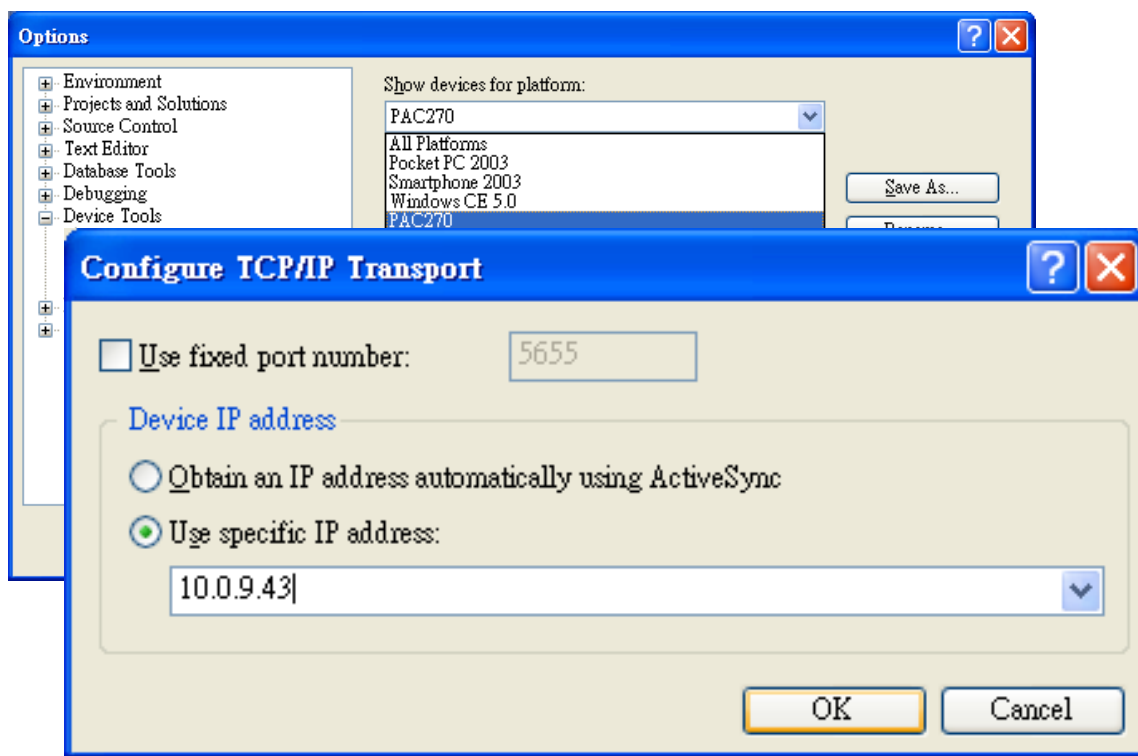 Options
Environment
Projects and Solutions
Source Control
Text Editor
Database Tools
Debugging
Device Tools
Show devices for platform:
PAC270
All Platforms
Pocket PC 2003
Smartphone 2003
Windows CE 5.0
PAC270
Save As...
Configure TCP/IP Transport
Use fixed port number:
5655
Device IP address
Obtain an IP address automatically using ActiveSync
Use specific IP address:
10.0.9.43
OK
Cancel